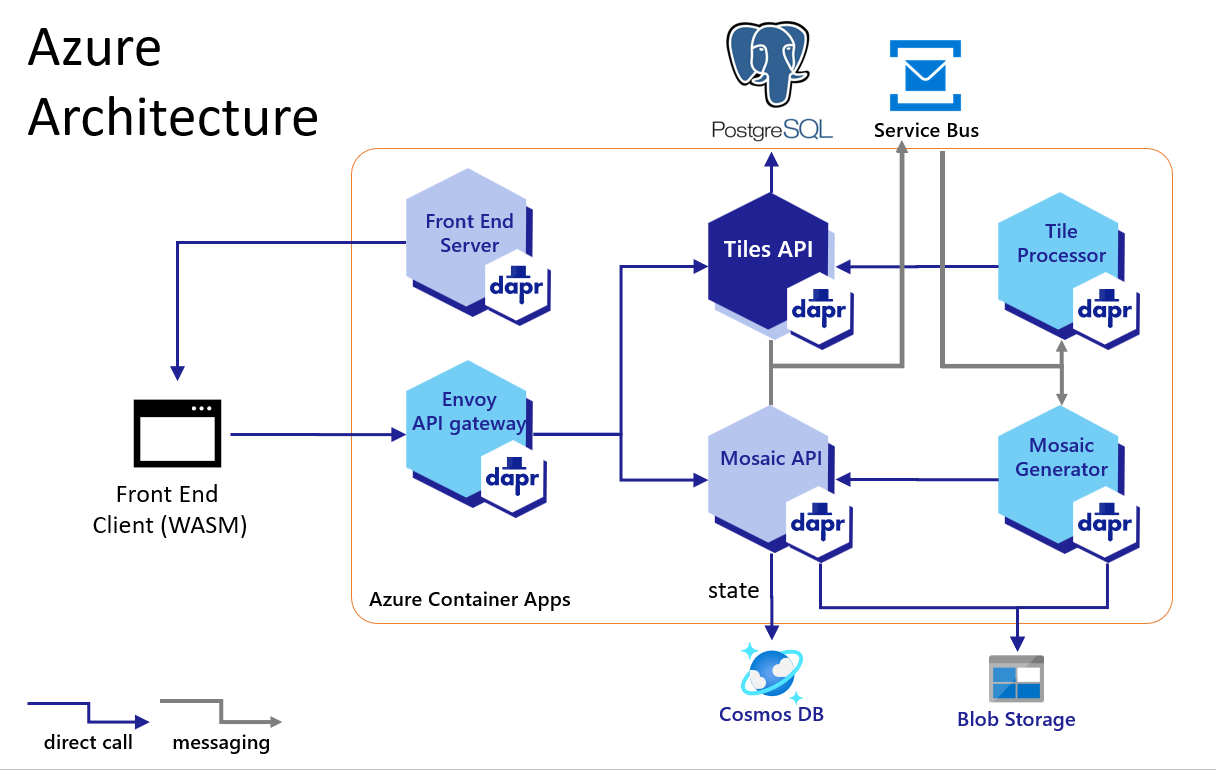 Azure
Architecture
PostgreSQL
Service Bus
Front End
Server
dapr
Tiles API
dapr
Tile
Processor
dapr
Envoy
API gateway
dapr
Mosaic API
dapr
Mosaic
Generator
dapr
Front End
Client (WASM)
Azure Container Apps
state
Cosmos DB
Blob Storage
direct call
messaging